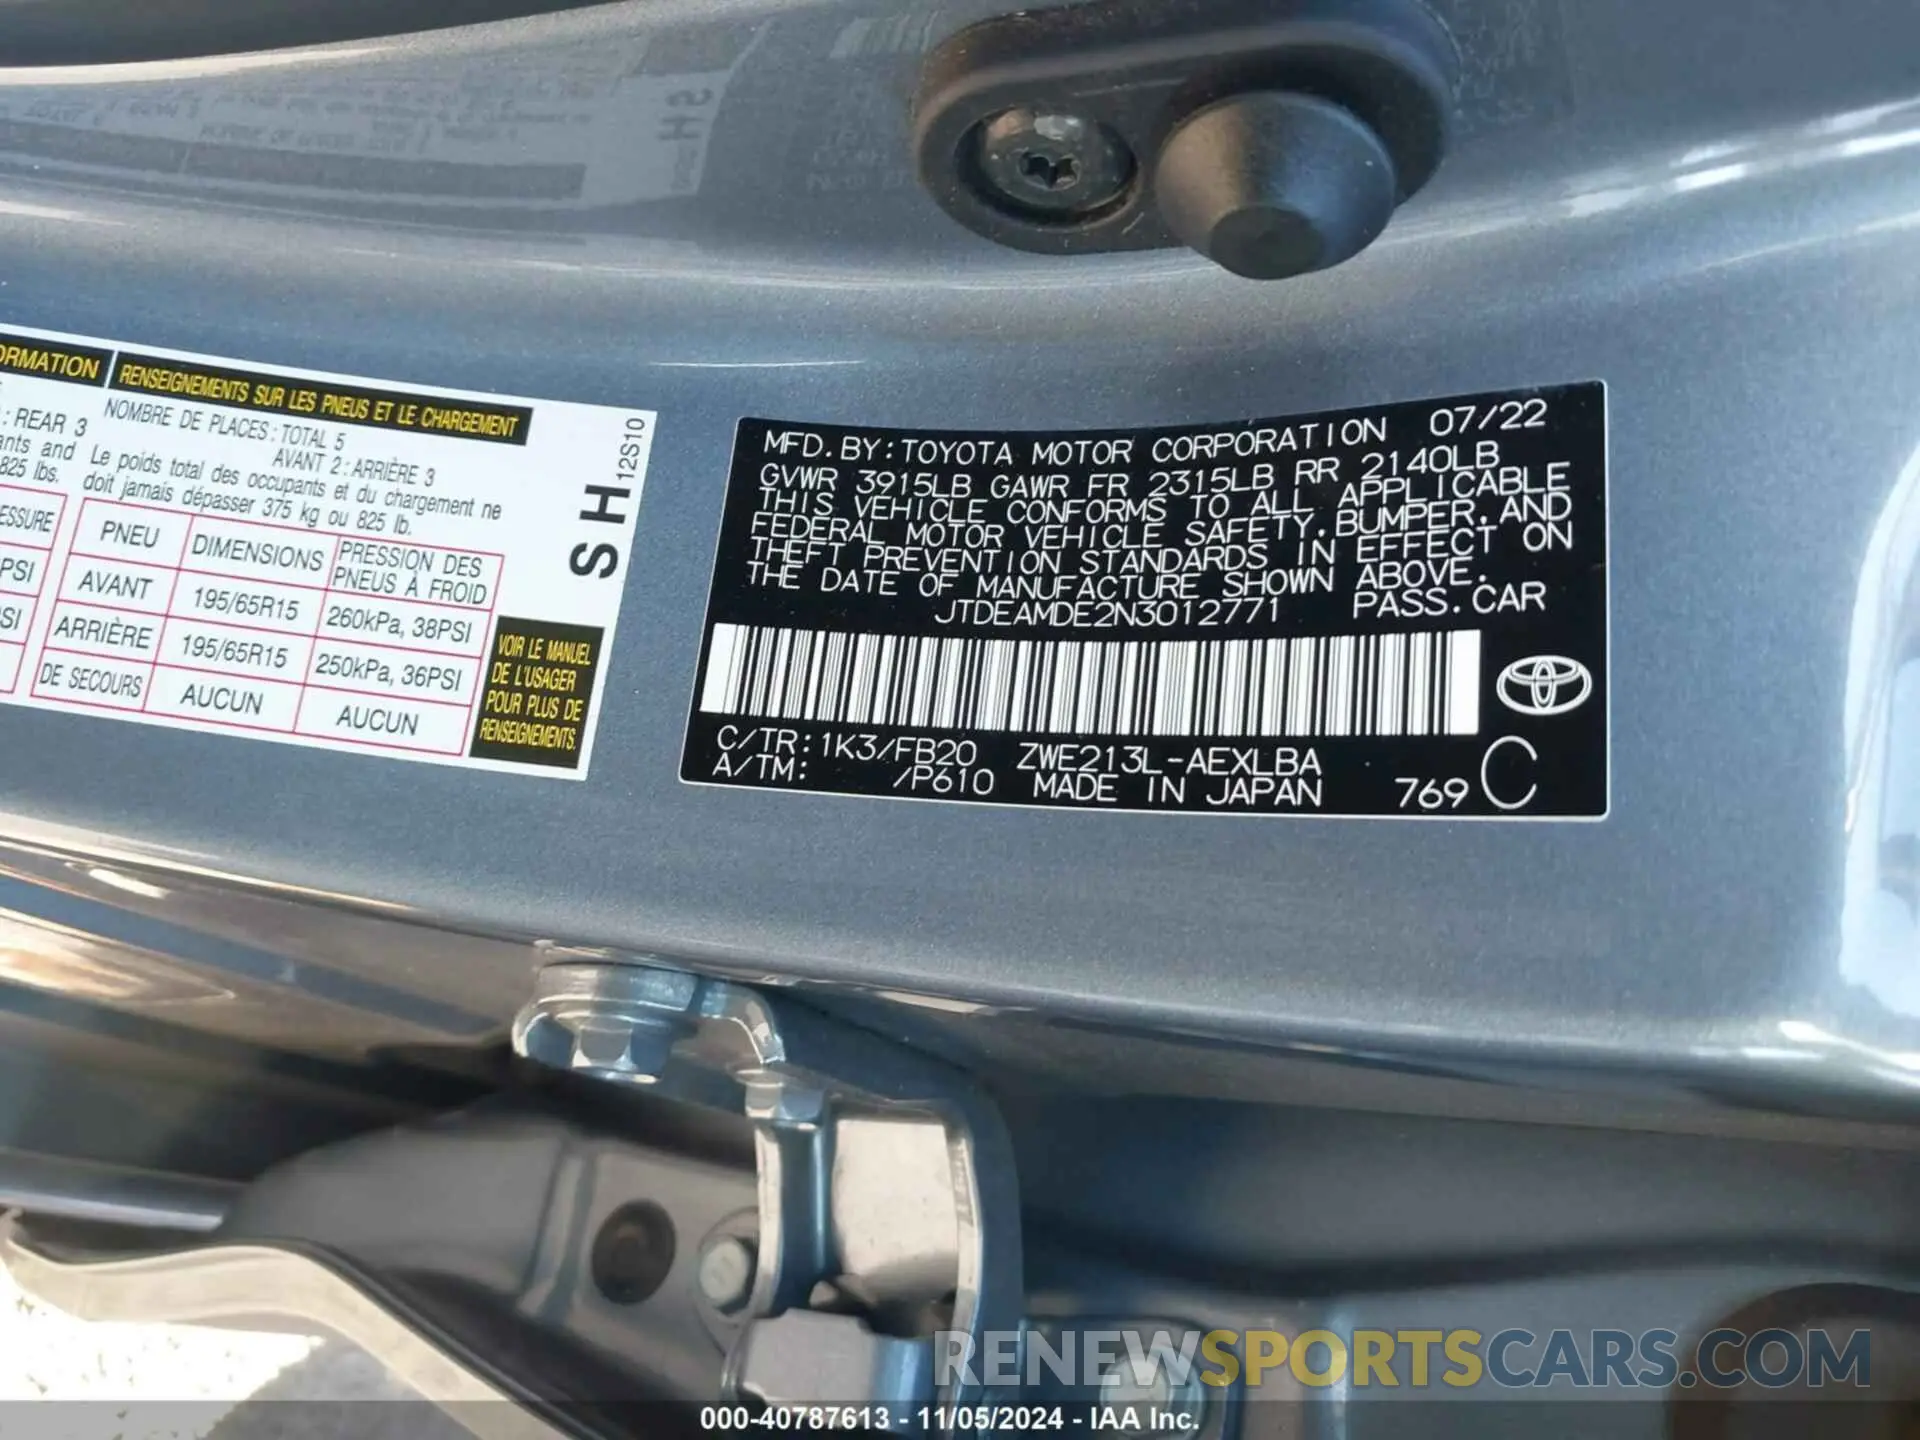 ORMATION
RENSEIGNEMENTS SUR LES PNEUS ET LE CHARGEMENT
: REAR 3
ants and
825 lbs.
NOMBRE DE PLACES : TOTAL 5
AVANT 2 : ARRIÈRE 3
Le poids total des occupants et du chargement ne
doit jamais dépasser 375 kg ou 825 lb.
ESSURE
PSI
SI
PNEU DIMENSIONS PRESSION DES PNEUS À FROID
AVANT 195/65R15 260kPa, 38PSI
ARRIÈRE 195/65R15 250kPa, 36PSI
DE SECOURS AUCUN AUCUN
SH
12S10
VOIR LE MANUEL
DE L'USAGER
POUR PLUS DE
RENSEIGNEMENTS.
MFD. BY: TOYOTA MOTOR CORPORATION 07/22
GVWR 3915LB GAWR FR 2315LB RR 2140LB
THIS VEHICLE CONFORMS TO ALL APPLICABLE
FEDERAL MOTOR VEHICLE SAFETY, BUMPER, AND
THEFT PREVENTION STANDARDS IN EFFECT ON
THE DATE OF MANUFACTURE SHOWN ABOVE.
JTDEAMDE2N3012771 PASS. CAR
C/TR: 1K3/FB20 ZWE213L-AEXLBA
A/TM: /P610 MADE IN JAPAN 769 C
RENEWSPORTSCARS.COM
000-40787613 - 11/05/2024 - IAA Inc.